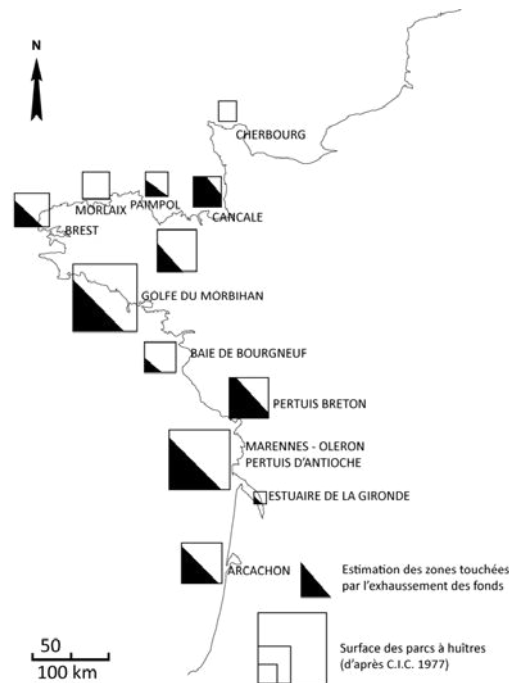 N
CHERBOURG
MORLAIX
PAIMPOL
CANCALE
BREST
GOLFE DU MORBIHAN
BAIE DE BOURGNEUF
PERTUIS BRETON
MARENNES - OLERON
PERTUIS D'ANTIOCHE
ESTUAIRE DE LA GIRONDE
ARCACHON
Estimation des zones touchées
par l'exhaussement des fonds
Surface des parcs à huîtres
(d'après C.I.C. 1977)
50
100 km